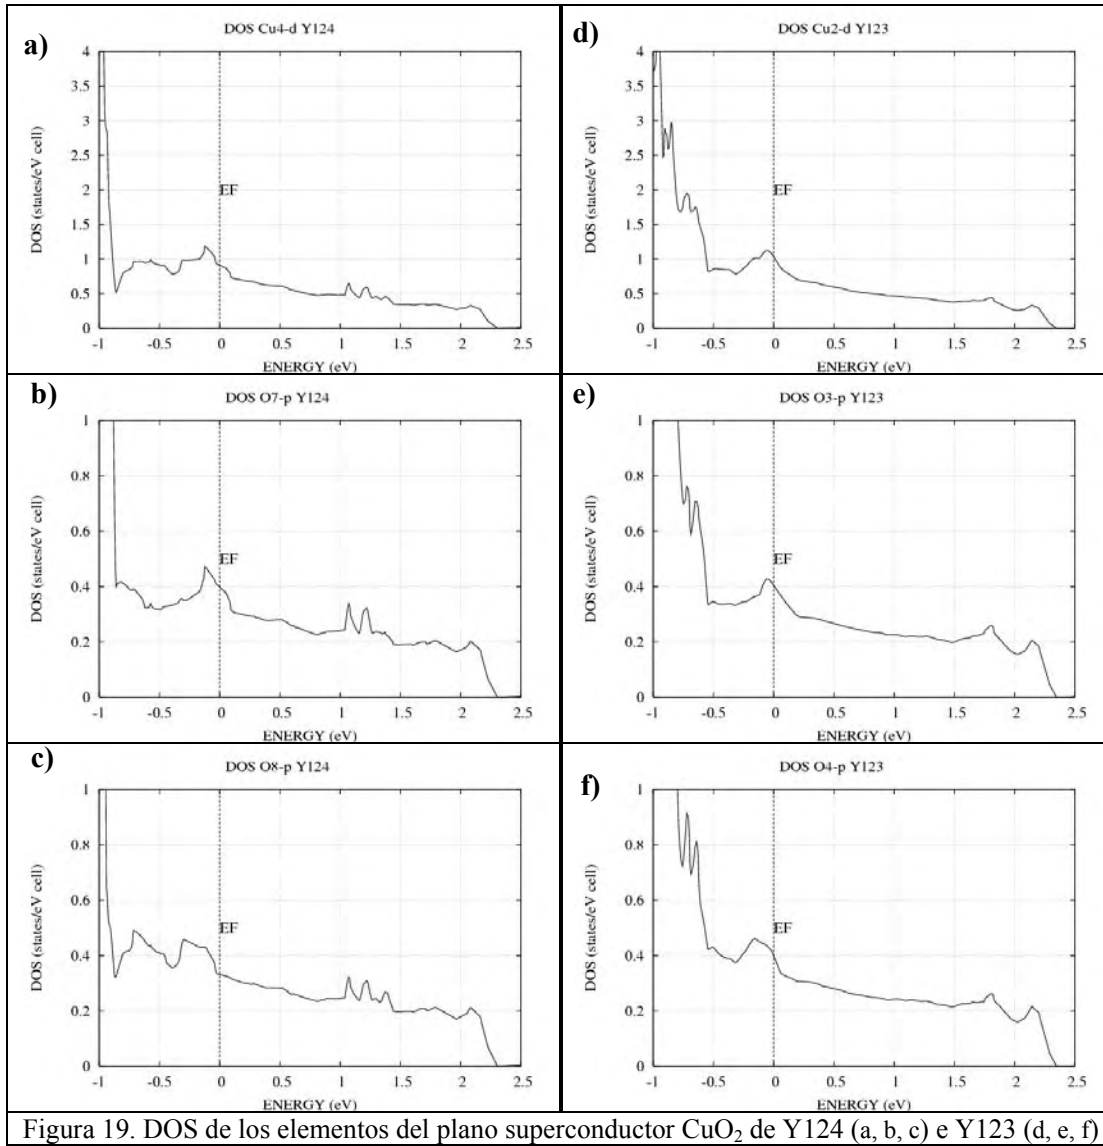 a)
DOS Cu4-d Y124
DOS (states/eV cell)
4
3.5
3
2.5
2
1.5
1
0.5
0
EF
-1 -0.5 0 0.5 1 1.5 2 2.5
ENERGY (eV)
d)
DOS Cu2-d Y123
DOS (states/eV cell)
4
3.5
3
2.5
2
1.5
1
0.5
0
EF
-1 -0.5 0 0.5 1 1.5 2 2.5
ENERGY (eV)
b)
DOS O7-p Y124
DOS (states/eV cell)
1
0.8
0.6
0.4
0.2
0
EF
-1 -0.5 0 0.5 1 1.5 2 2.5
ENERGY (eV)
e)
DOS O3-p Y123
DOS (states/eV cell)
1
0.8
0.6
0.4
0.2
0
EF
-1 -0.5 0 0.5 1 1.5 2 2.5
ENERGY (eV)
c)
DOS O8-p Y124
DOS (states/eV cell)
1
0.8
0.6
0.4
0.2
0
EF
-1 -0.5 0 0.5 1 1.5 2 2.5
ENERGY (eV)
f)
DOS O4-p Y123
DOS (states/eV cell)
1
0.8
0.6
0.4
0.2
0
EF
-1 -0.5 0 0.5 1 1.5 2 2.5
ENERGY (eV)
Figura 19. DOS de los elementos del plano superconductor CuO₂ de Y124 (a, b, c) e Y123 (d, e, f)